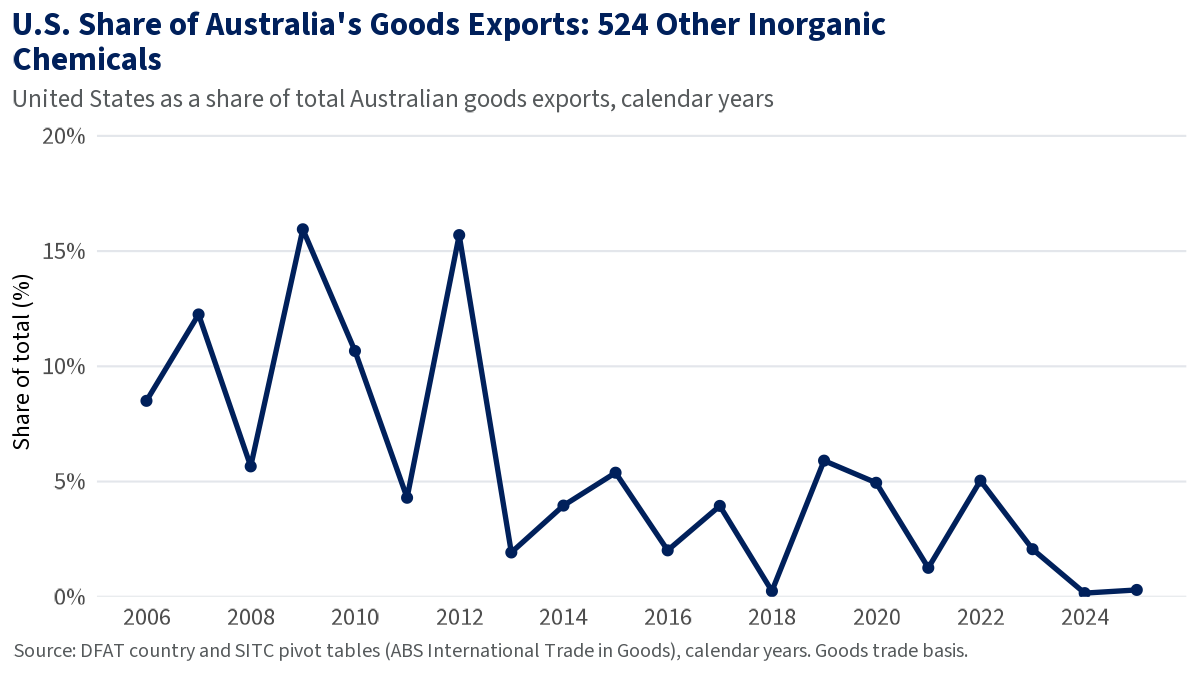 U.S. Share of Australia's Goods Exports: 524 Other Inorganic
Chemicals
United States as a share of total Australian goods exports, calendar years
Share of total (%)
20%
15%
10%
5%
0%
2006 2008 2010 2012 2014 2016 2018 2020 2022 2024
Source: DFAT country and SITC pivot tables (ABS International Trade in Goods), calendar years. Goods trade basis.